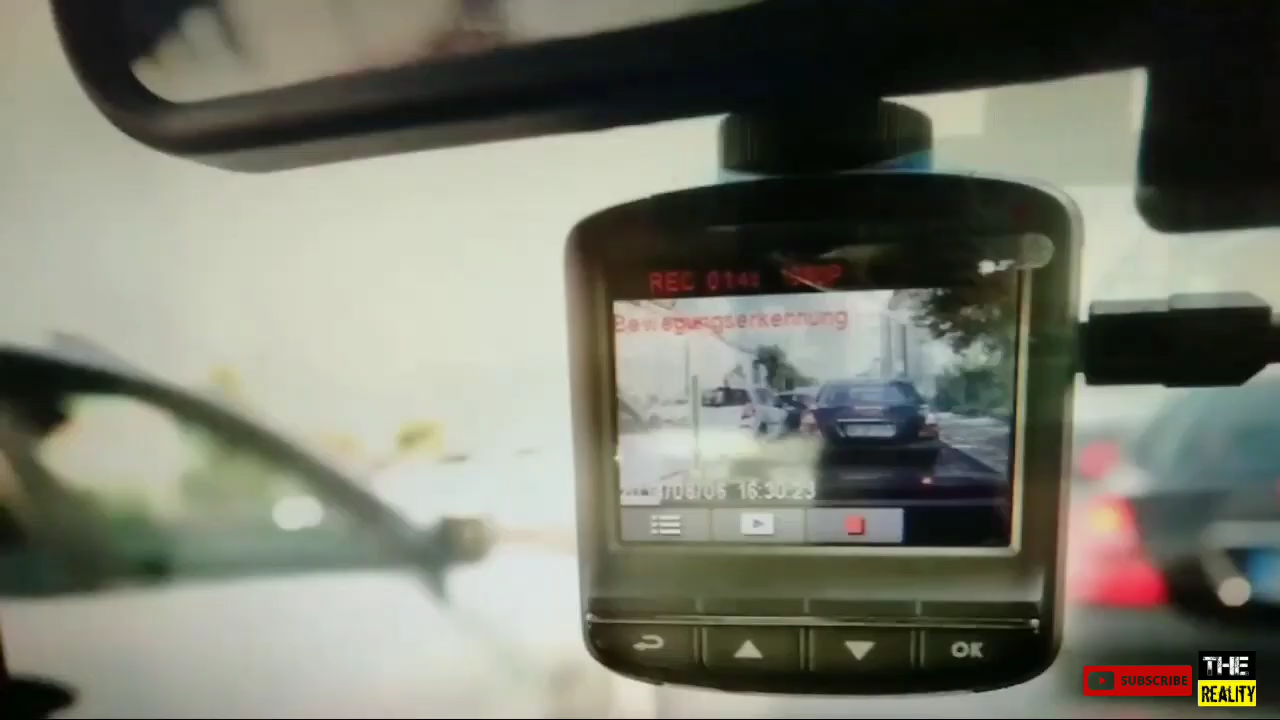 REC
Bewegungserkennung
16:30:23
OK
SUBSCRIBE
THE
REALITY